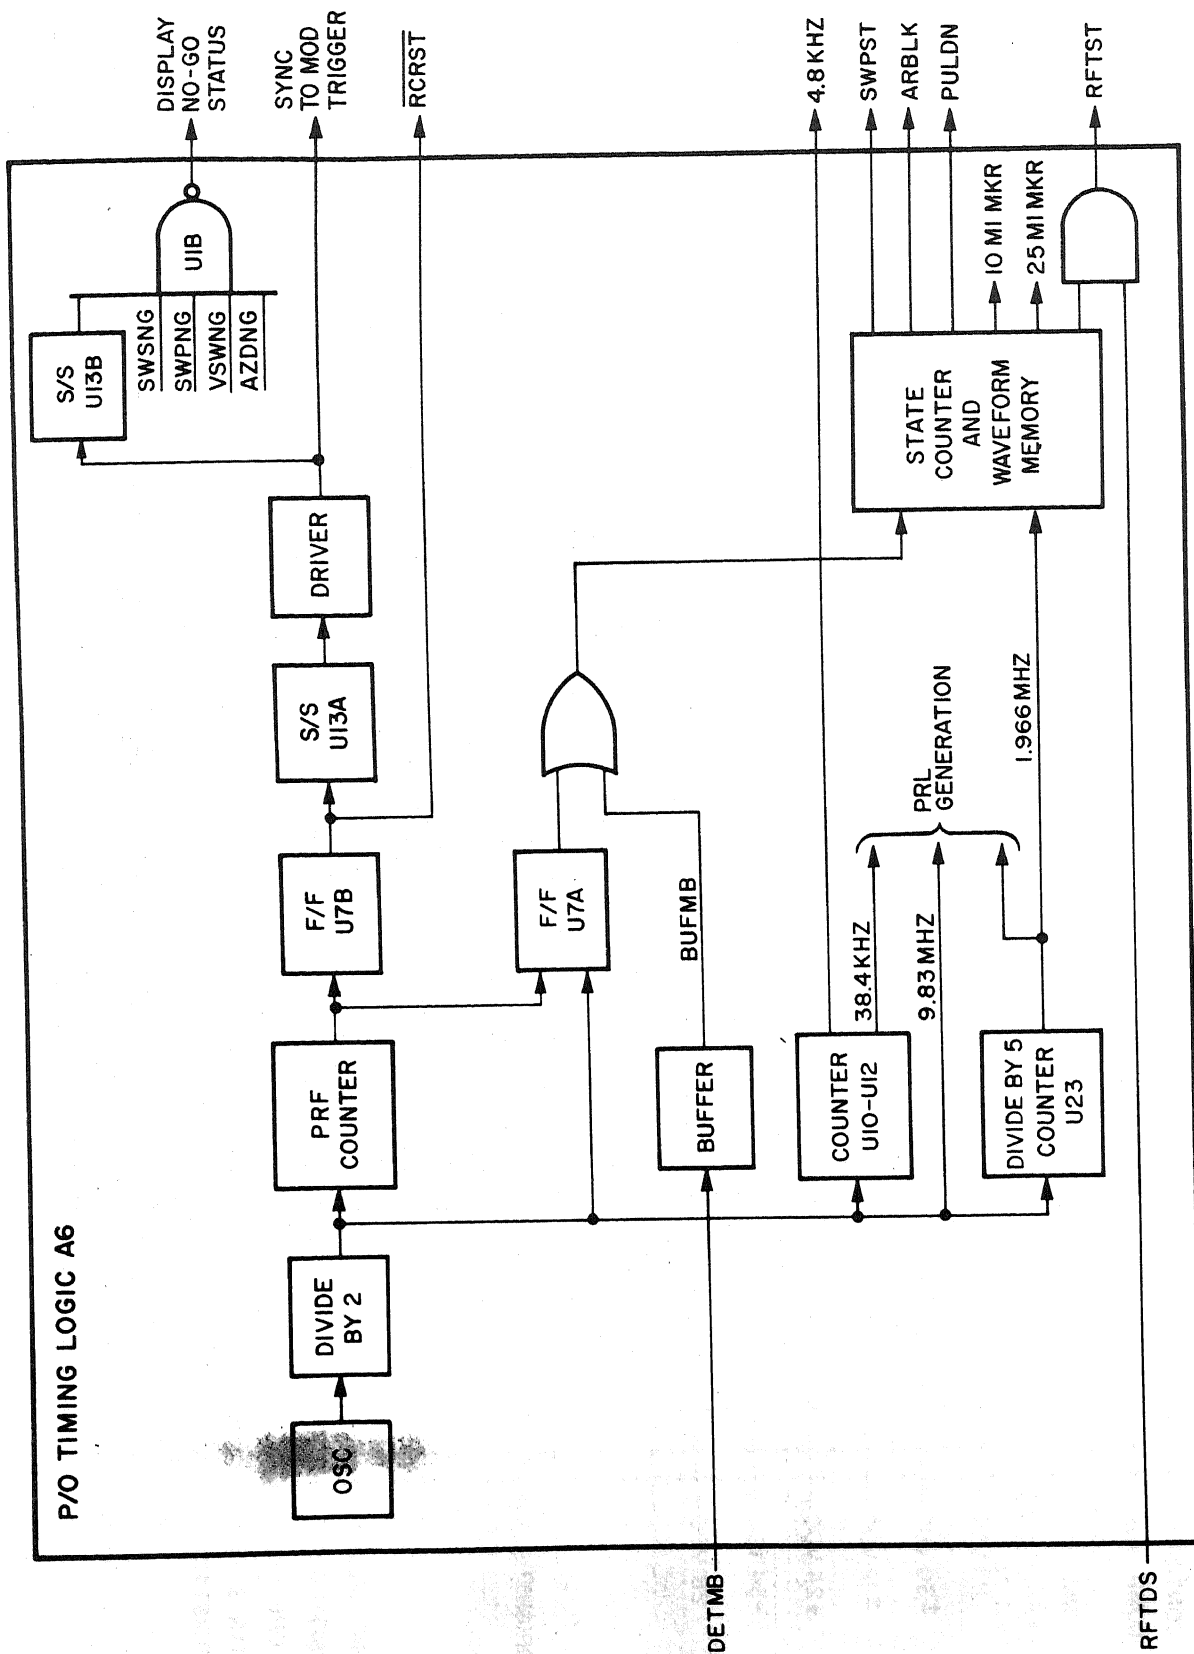 P/O TIMING LOGIC A6
OSC
DIVIDE
BY 2
PRF
COUNTER
F/F
U7B
S/S
U13A
DRIVER
S/S
U13B
SWSNG
SWPNG
VSWNG
AZDNG
U1B
DISPLAY
NO-GO
STATUS
SYNC
TO MOD
TRIGGER
RCRST
F/F
U7A
DETMB
BUFFER
BUFMB
COUNTER
U10-U12
38.4 KHZ
9.83 MHZ
PRL
GENERATION
DIVIDE BY 5
COUNTER
U23
1.966 MHZ
STATE
COUNTER
AND
WAVEFORM
MEMORY
4.8 KHZ
SWPST
ARBLK
PULDN
10 MI MKR
25 MI MKR
RFTST
RFTDS